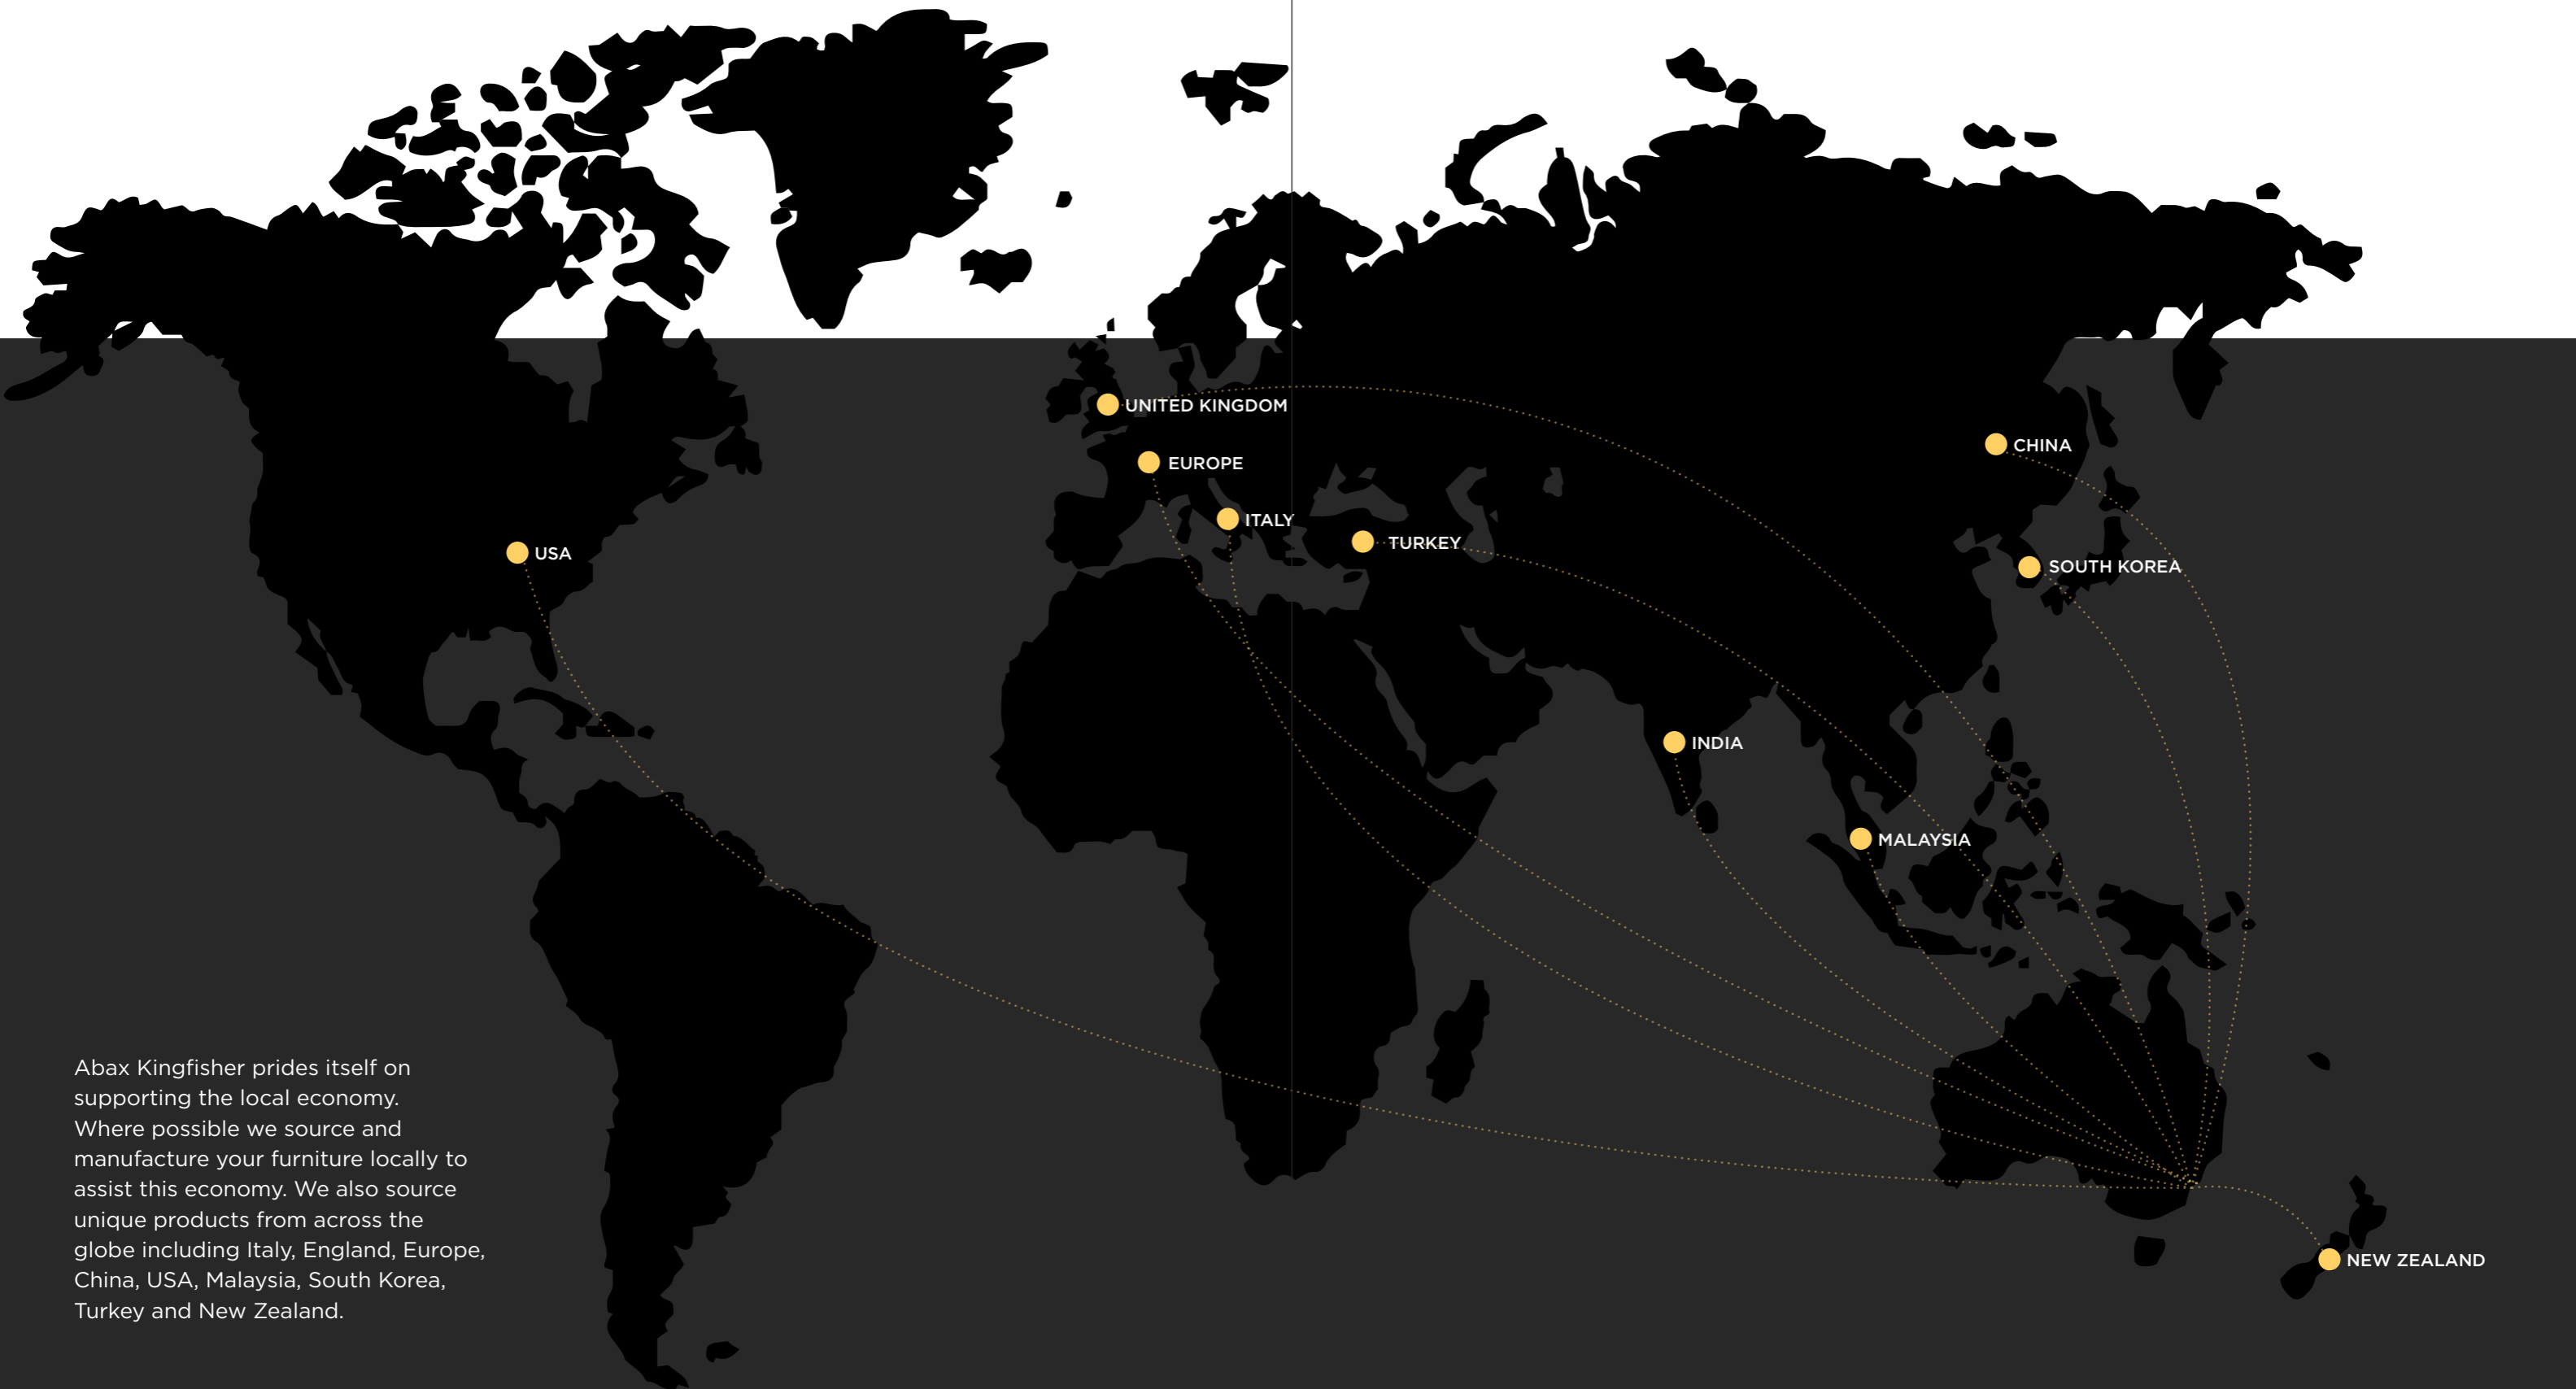 UNITED KINGDOM
CHINA
EUROPE
ITALY
TURKEY
USA
SOUTH KOREA
INDIA
MALAYSIA
NEW ZEALAND
Abax Kingfisher prides itself on
supporting the local economy.
Where possible we source and
manufacture your furniture locally to
assist this economy. We also source
unique products from across the
globe including Italy, England, Europe,
China, USA, Malaysia, South Korea,
Turkey and New Zealand.